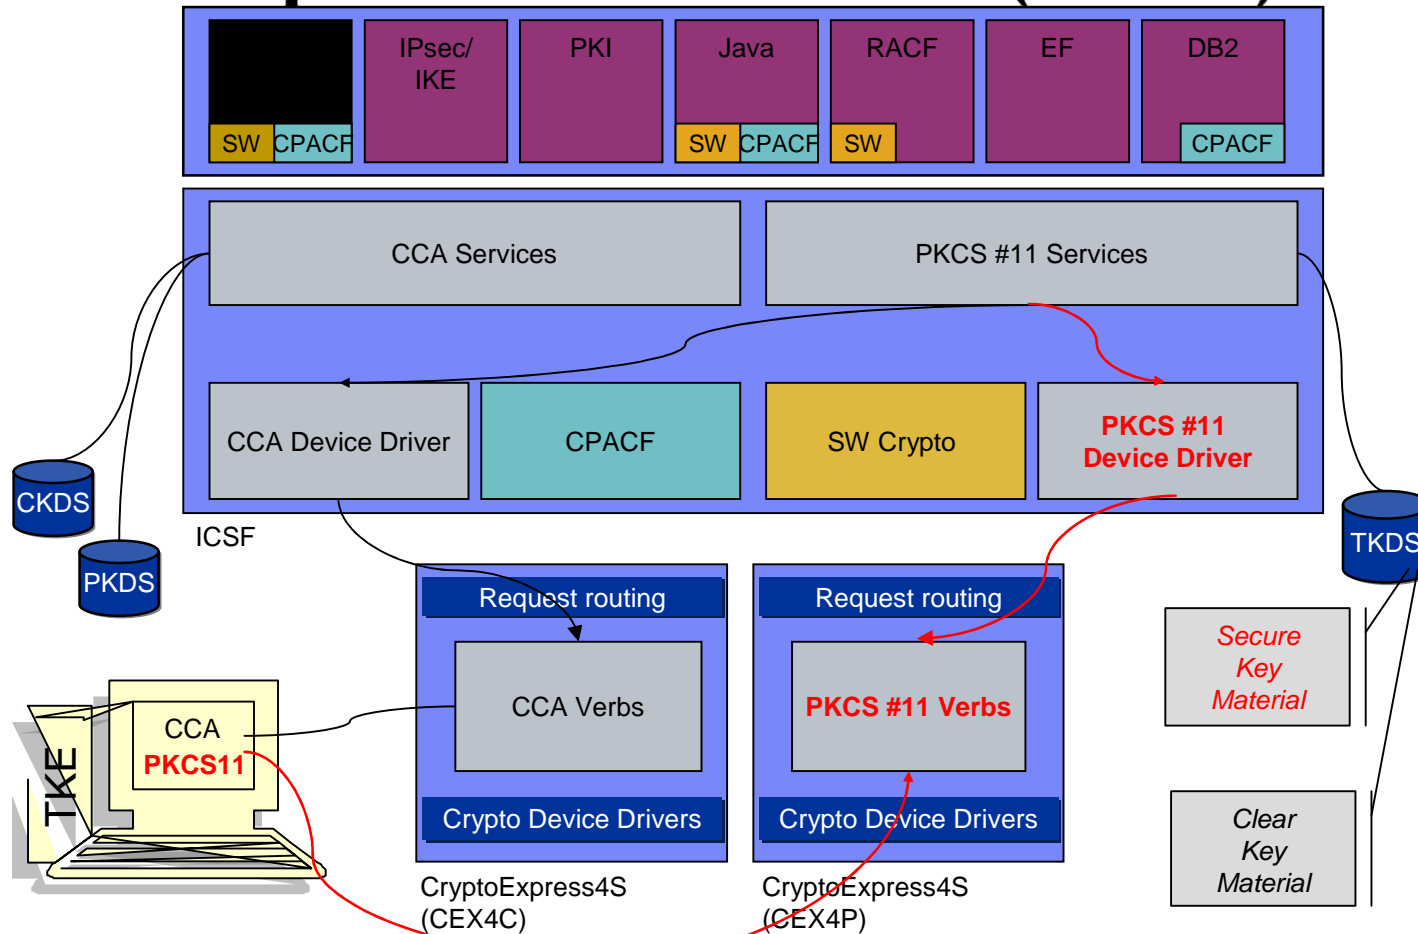 IPsec/
IKE
PKI
Java
RACF
EF
DB2
SW
CPACF
SW
CPACF
SW
CPACF
CCA Services
PKCS #11 Services
CCA Device Driver
CPACF
SW Crypto
PKCS #11
Device Driver
CKDS
PKDS
TKDS
ICSF
Request routing
Request routing
CCA Verbs
PKCS #11 Verbs
Crypto Device Drivers
Crypto Device Drivers
CryptoExpress4S
(CEX4C)
CryptoExpress4S
(CEX4P)
TKE
CCA
PKCS11
Secure
Key
Material
Clear
Key
Material